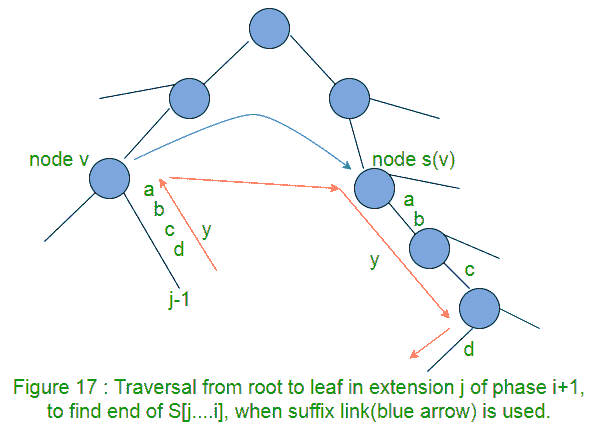 node v
node s(v)
a
b
c
d
y
j-1
a
b
c
y
d
Figure 17 : Traversal from root to leaf in extension j of phase i+1,
to find end of S[j....i], when suffix link(blue arrow) is used.